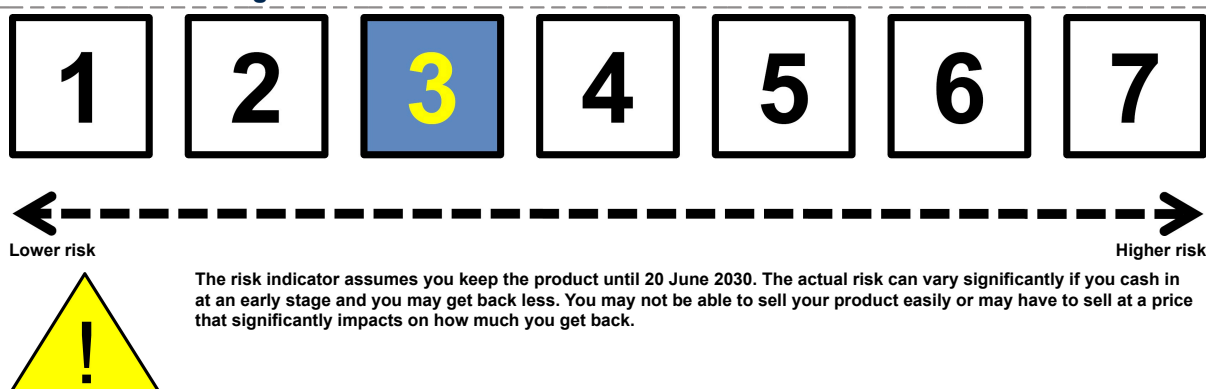 1 2 3 4 5 6 7
Lower risk Higher risk
The risk indicator assumes you keep the product until 20 June 2030. The actual risk can vary significantly if you cash in
at an early stage and you may get back less. You may not be able to sell your product easily or may have to sell at a price
that significantly impacts on how much you get back.
!